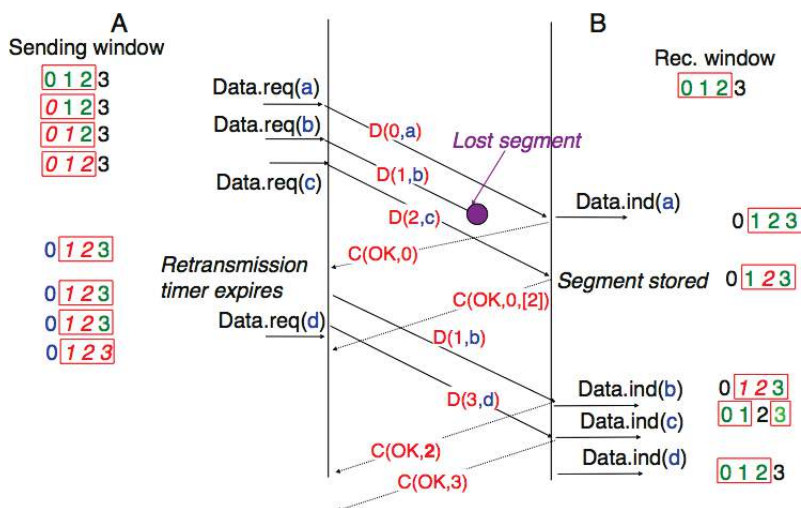 A
B
Sending window
Rec. window
0 1 2 3
0 1 2 3
0 1 2 3
0 1 2 3
0 1 2 3
Data.req(a)
Data.req(b)
Data.req(c)
D(0,a)
D(1,b)
D(2,c)
Lost segment
Data.ind(a)
0 1 2 3
C(OK,0)
0 1 2 3
Retransmission
timer expires
Segment stored
0 1 2 3
C(OK,0,[2])
0 1 2 3
0 1 2 3
0 1 2 3
Data.req(d)
D(1,b)
D(3,d)
Data.ind(b)
0 1 2 3
Data.ind(c)
0 1 2 3
C(OK,2)
Data.ind(d)
0 1 2 3
C(OK,3)